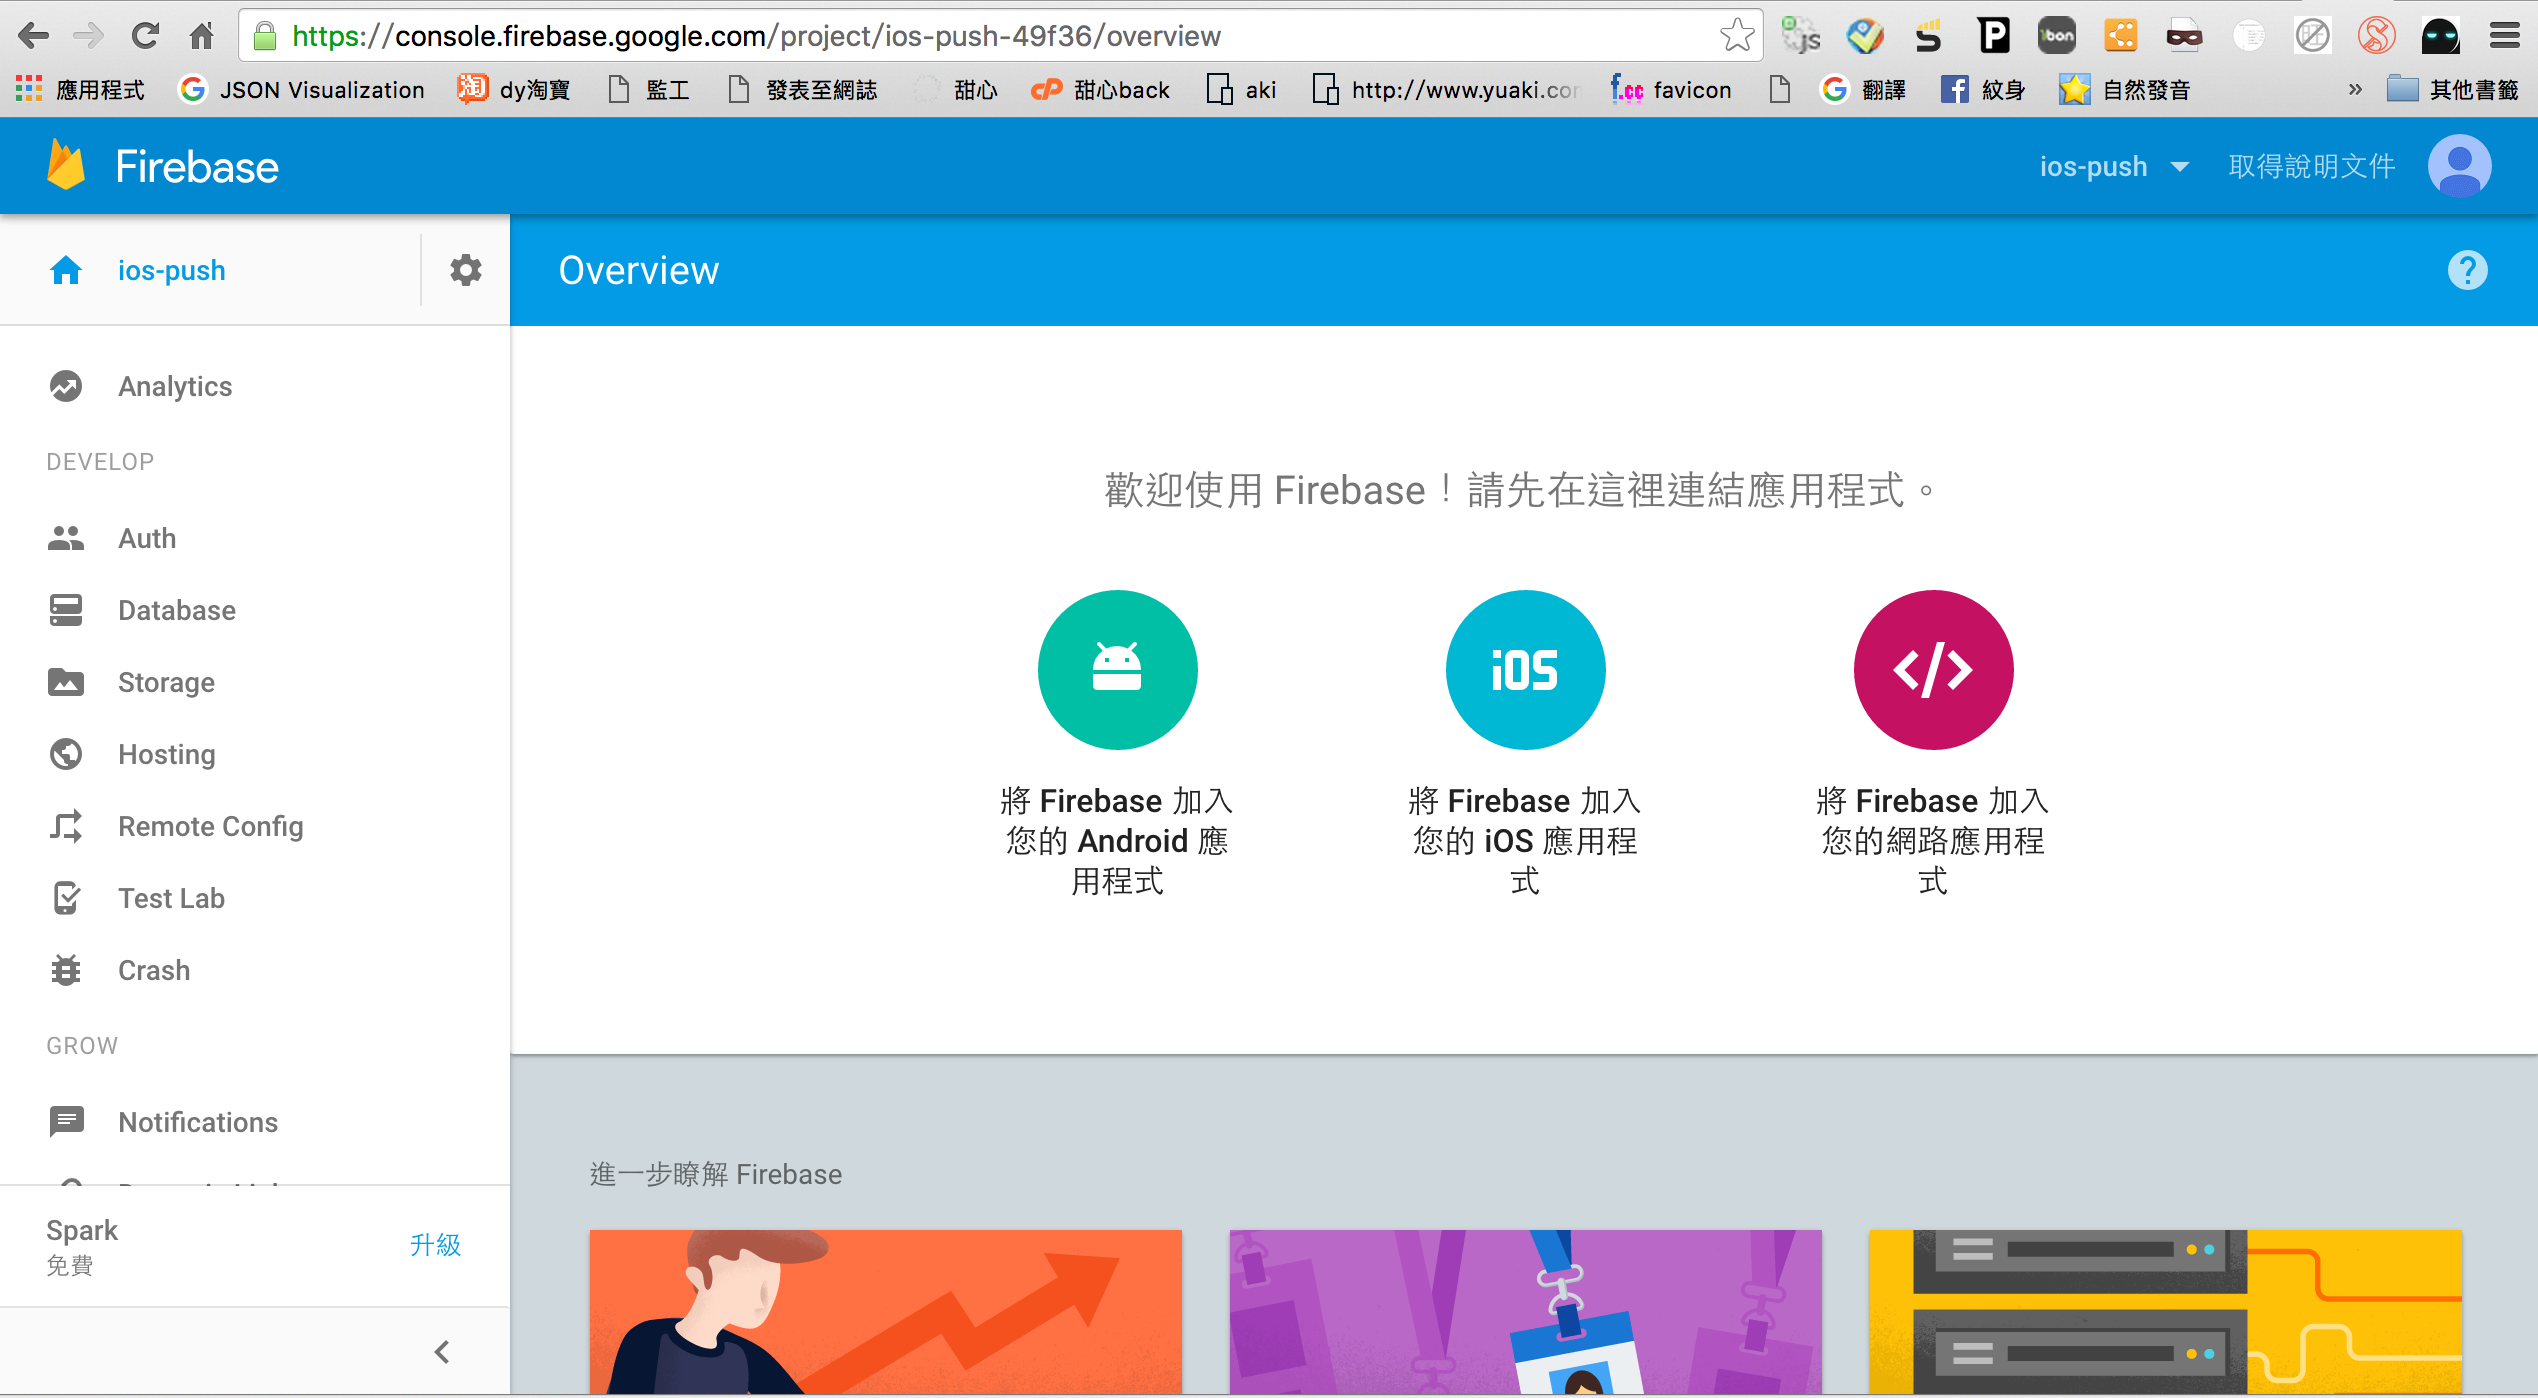 https://console.firebase.google.com/project/ios-push-49f36/overview
應用程式 JSON Visualization dy淘寶 監工 發表至網誌 甜心 甜心back aki http://www.yuaki.con favicon 翻譯 紋身 自然發音 » 其他書籤
Firebase
ios-push 取得說明文件
ios-push
Overview
Analytics
DEVELOP
Auth
Database
Storage
Hosting
Remote Config
Test Lab
Crash
GROW
Notifications
Spark
免費
升級
歡迎使用 Firebase！請先在這裡連結應用程式。
iOS
</>
將 Firebase 加入
您的 Android 應
用程式
將 Firebase 加入
您的 iOS 應用程
式
將 Firebase 加入
您的網路應用程
式
進一步瞭解 Firebase